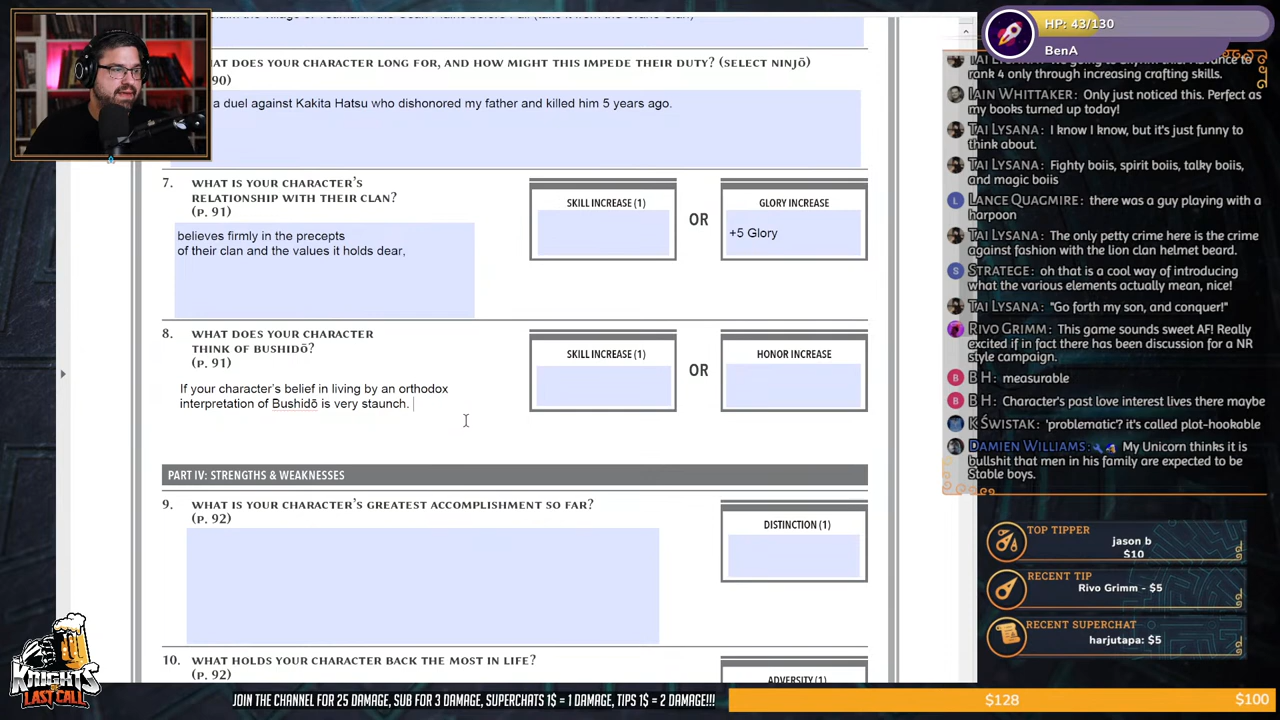 WHAT DOES YOUR CHARACTER LONG FOR, AND HOW MIGHT THIS IMPEDE THEIR DUTY? (SELECT NINJŌ)
90)
a duel against Kakita Hatsu who dishonored my father and killed him 5 years ago.
7. WHAT IS YOUR CHARACTER'S
RELATIONSHIP WITH THEIR CLAN?
(P. 91)
believes firmly in the precepts
of their clan and the values it holds dear,
SKILL INCREASE (1)
OR
GLORY INCREASE
+5 Glory
8. WHAT DOES YOUR CHARACTER
THINK OF BUSHIDŌ?
(P. 91)
If your character's belief in living by an orthodox
interpretation of Bushidō is very staunch.
SKILL INCREASE (1)
OR
HONOR INCREASE
PART IV: STRENGTHS & WEAKNESSES
9. WHAT IS YOUR CHARACTER'S GREATEST ACCOMPLISHMENT SO FAR?
(P. 92)
DISTINCTION (1)
10. WHAT HOLDS YOUR CHARACTER BACK THE MOST IN LIFE?
(P. 92)
ADVERSITY (1)
HP: 43/130
BenA
rank 4 only through increasing crafting skills.
IAIN WHITTAKER: Only just noticed this. Perfect as
my books turned up today!
TAI LYSANA: I know I know, but it's just funny to
think about.
TAI LYSANA: Fighty boiis, spirit boiis, talky boiis,
and magic boiis
L LANCE QUAGMIRE: there was a guy playing with a
harpoon
TAI LYSANA: The only petty crime here is the crime
against fashion with the lion clan helmet beard.
S STRATEGE: oh that is a cool way of introducing
what the various elements actually mean, nice!
TAI LYSANA: "Go forth my son, and conquer!"
RIVO GRIMM: This game sounds sweet AF! Really
excited if in fact there has been discussion for a NR
style campaign.
B B H: measurable
B B H: Character's past love interest lives there maybe
K ŚWISTAK: 'problematic'? it's called plot-hookable
DAMIEN WILLIAMS: My Unicorn thinks it is
bullshit that men in his family are expected to be
Stable boys.
TOP TIPPER
jason b
$10
RECENT TIP
Rivo Grimm - $5
RECENT SUPERCHAT
harjutapa: $5
KNIGHTS
LAST CALL
JOIN THE CHANNEL FOR 25 DAMAGE, SUB FOR 3 DAMAGE, SUPERCHATS 1$ = 1 DAMAGE, TIPS 1$ = 2 DAMAGE!!!
$128
$100